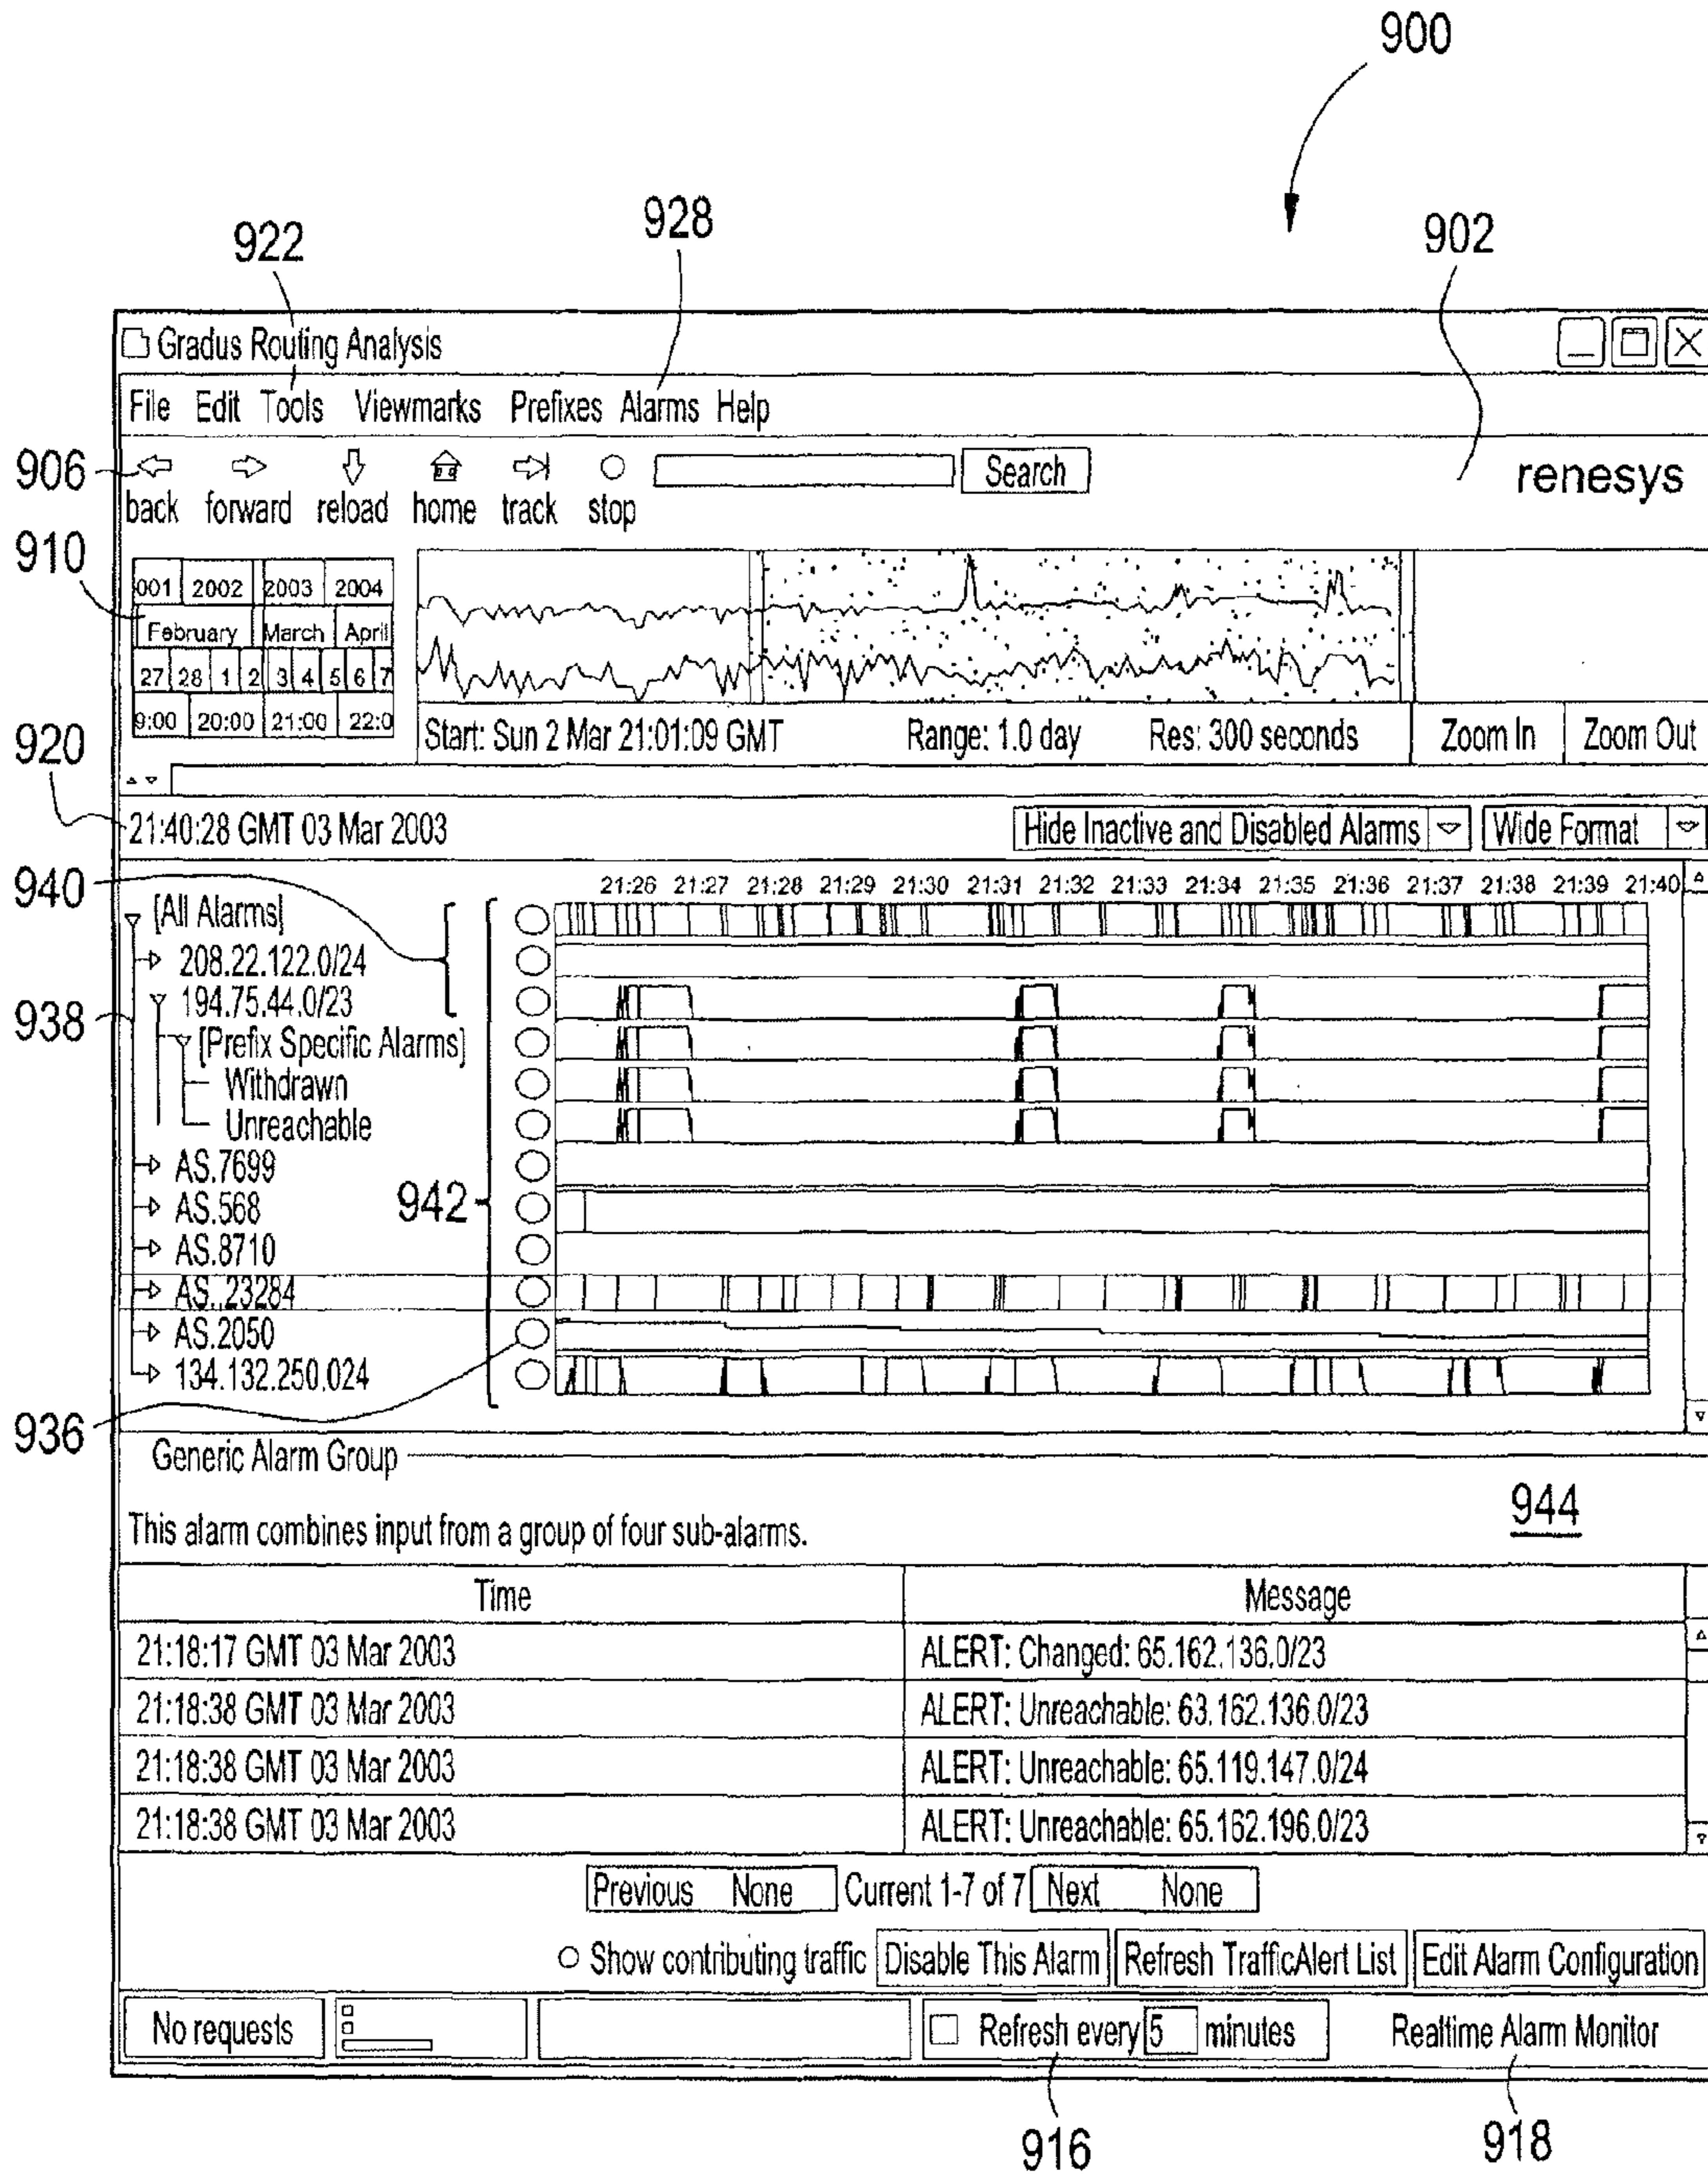 900
922
928
902
Gradus Routing Analysis
File Edit Tools Viewmarks Prefixes Alarms Help
906
back forward reload home track stop
Search
renesys
910
001 2002 2003 2004
February March April
27 28 1 2 3 4 5 6 7
9:00 20:00 21:00 22:0
Start: Sun 2 Mar 21:01:09 GMT Range: 1.0 day Res: 300 seconds Zoom In Zoom Out
920
21:40:28 GMT 03 Mar 2003 Hide Inactive and Disabled Alarms Wide Format
940
21:26 21:27 21:28 21:29 21:30 21:31 21:32 21:33 21:34 21:35 21:36 21:37 21:38 21:39 21:40
[All Alarms]
208.22.122.0/24
194.75.44.0/23
938
[Prefix Specific Alarms]
Withdrawn
Unreachable
AS.7699
AS.568
942
AS.8710
AS..23284
AS.2050
134.132.250.024
936
Generic Alarm Group
944
This alarm combines input from a group of four sub-alarms.
Time Message
21:18:17 GMT 03 Mar 2003 ALERT: Changed: 65.162.136.0/23
21:18:38 GMT 03 Mar 2003 ALERT: Unreachable: 63.162.136.0/23
21:18:38 GMT 03 Mar 2003 ALERT: Unreachable: 65.119.147.0/24
21:18:38 GMT 03 Mar 2003 ALERT: Unreachable: 65.162.196.0/23
Previous None Current 1-7 of 7 Next None
Show contributing traffic Disable This Alarm Refresh TrafficAlert List Edit Alarm Configuration
No requests Refresh every 5 minutes Realtime Alarm Monitor
916
918